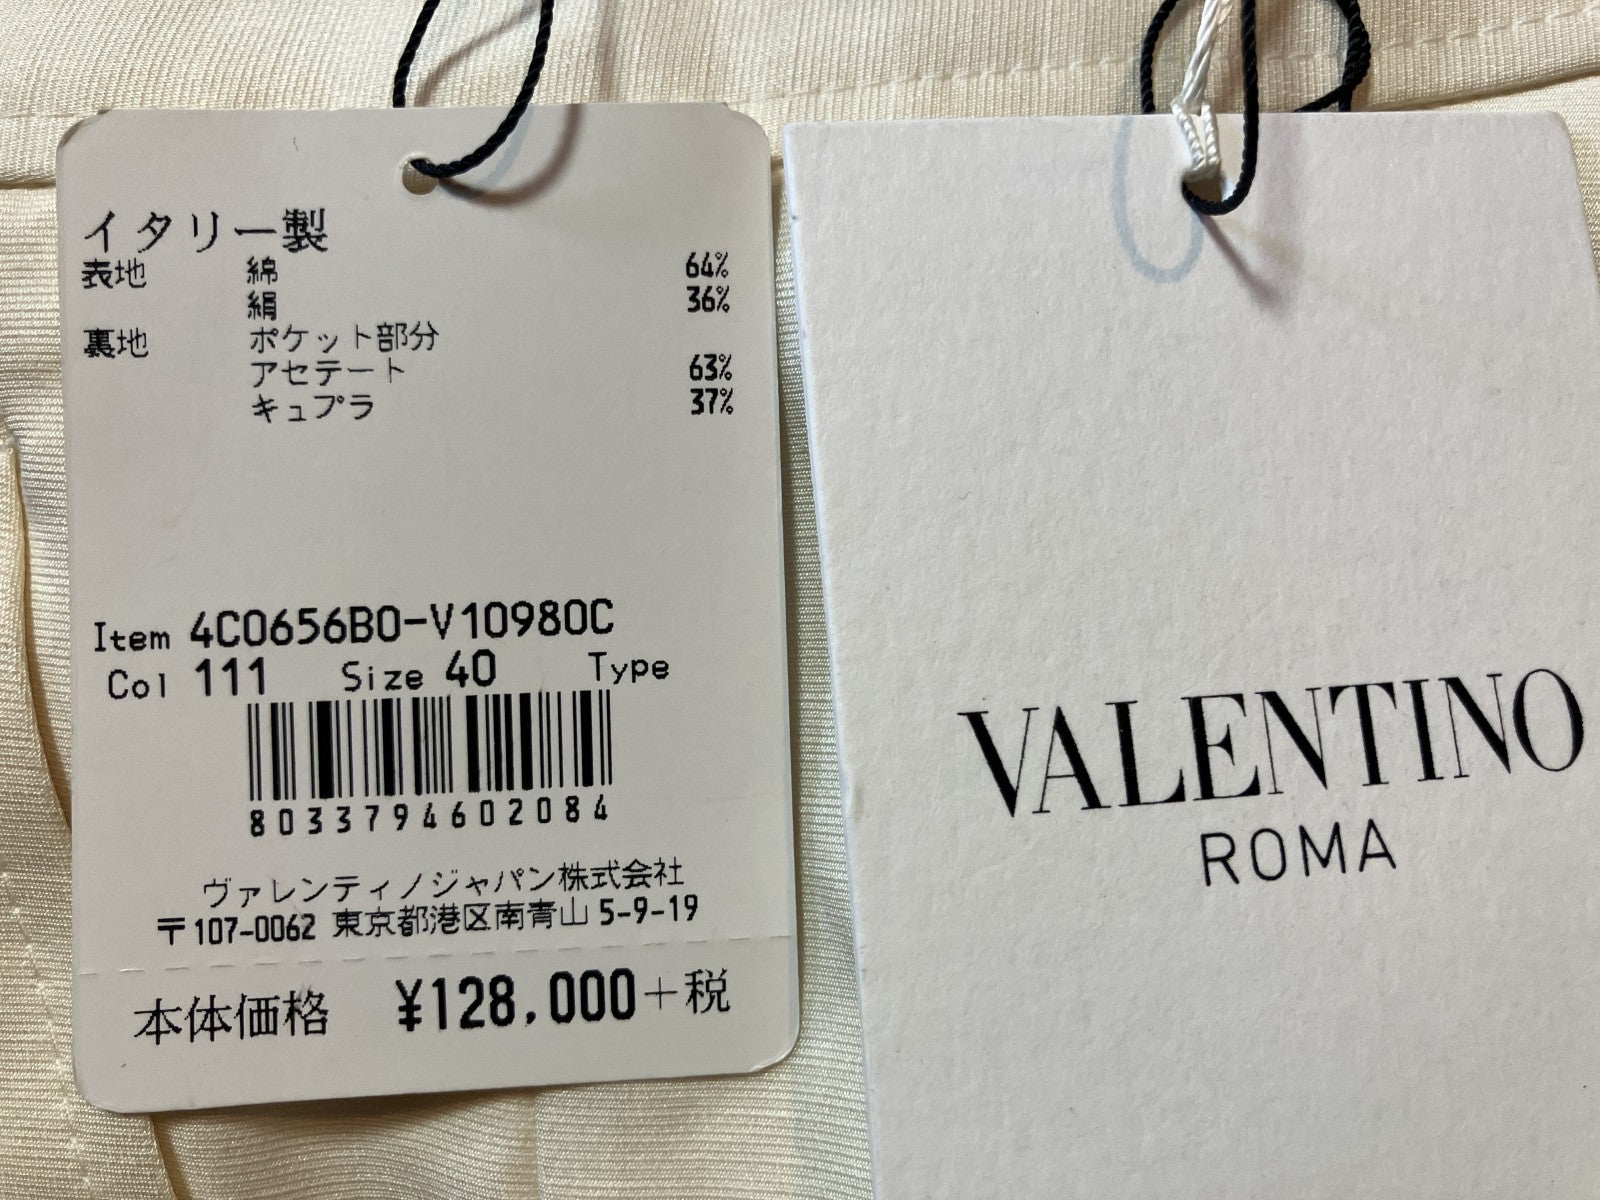 イタリー製
表地 綿 64%
絹 36%
裏地 ポケット部分
アセテート 63%
キュプラ 37%
Item 4C0656B0-V10980C
Col 111 Size 40 Type
8033794602084
ヴァレンティノジャパン株式会社
〒107-0062 東京都港区南青山 5-9-19
本体価格 ¥128,000+税
VALENTINO
ROMA